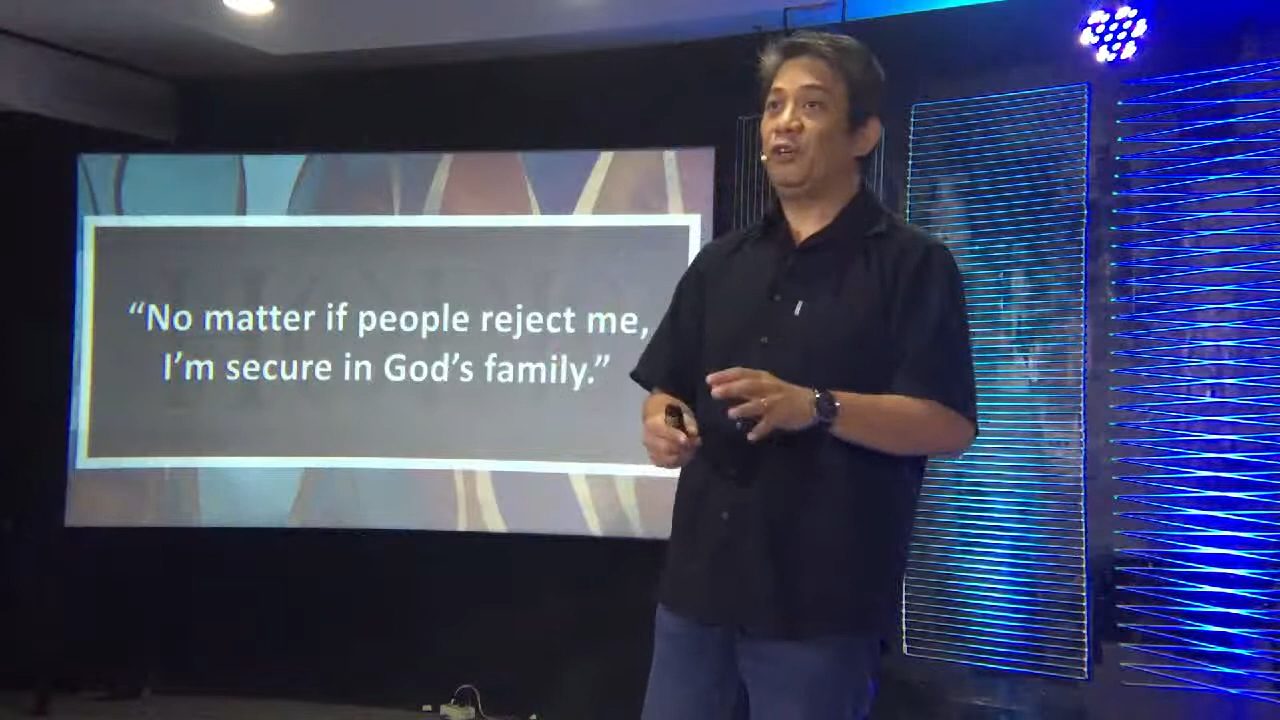 “No matter if people reject me,
I’m secure in God’s family.”